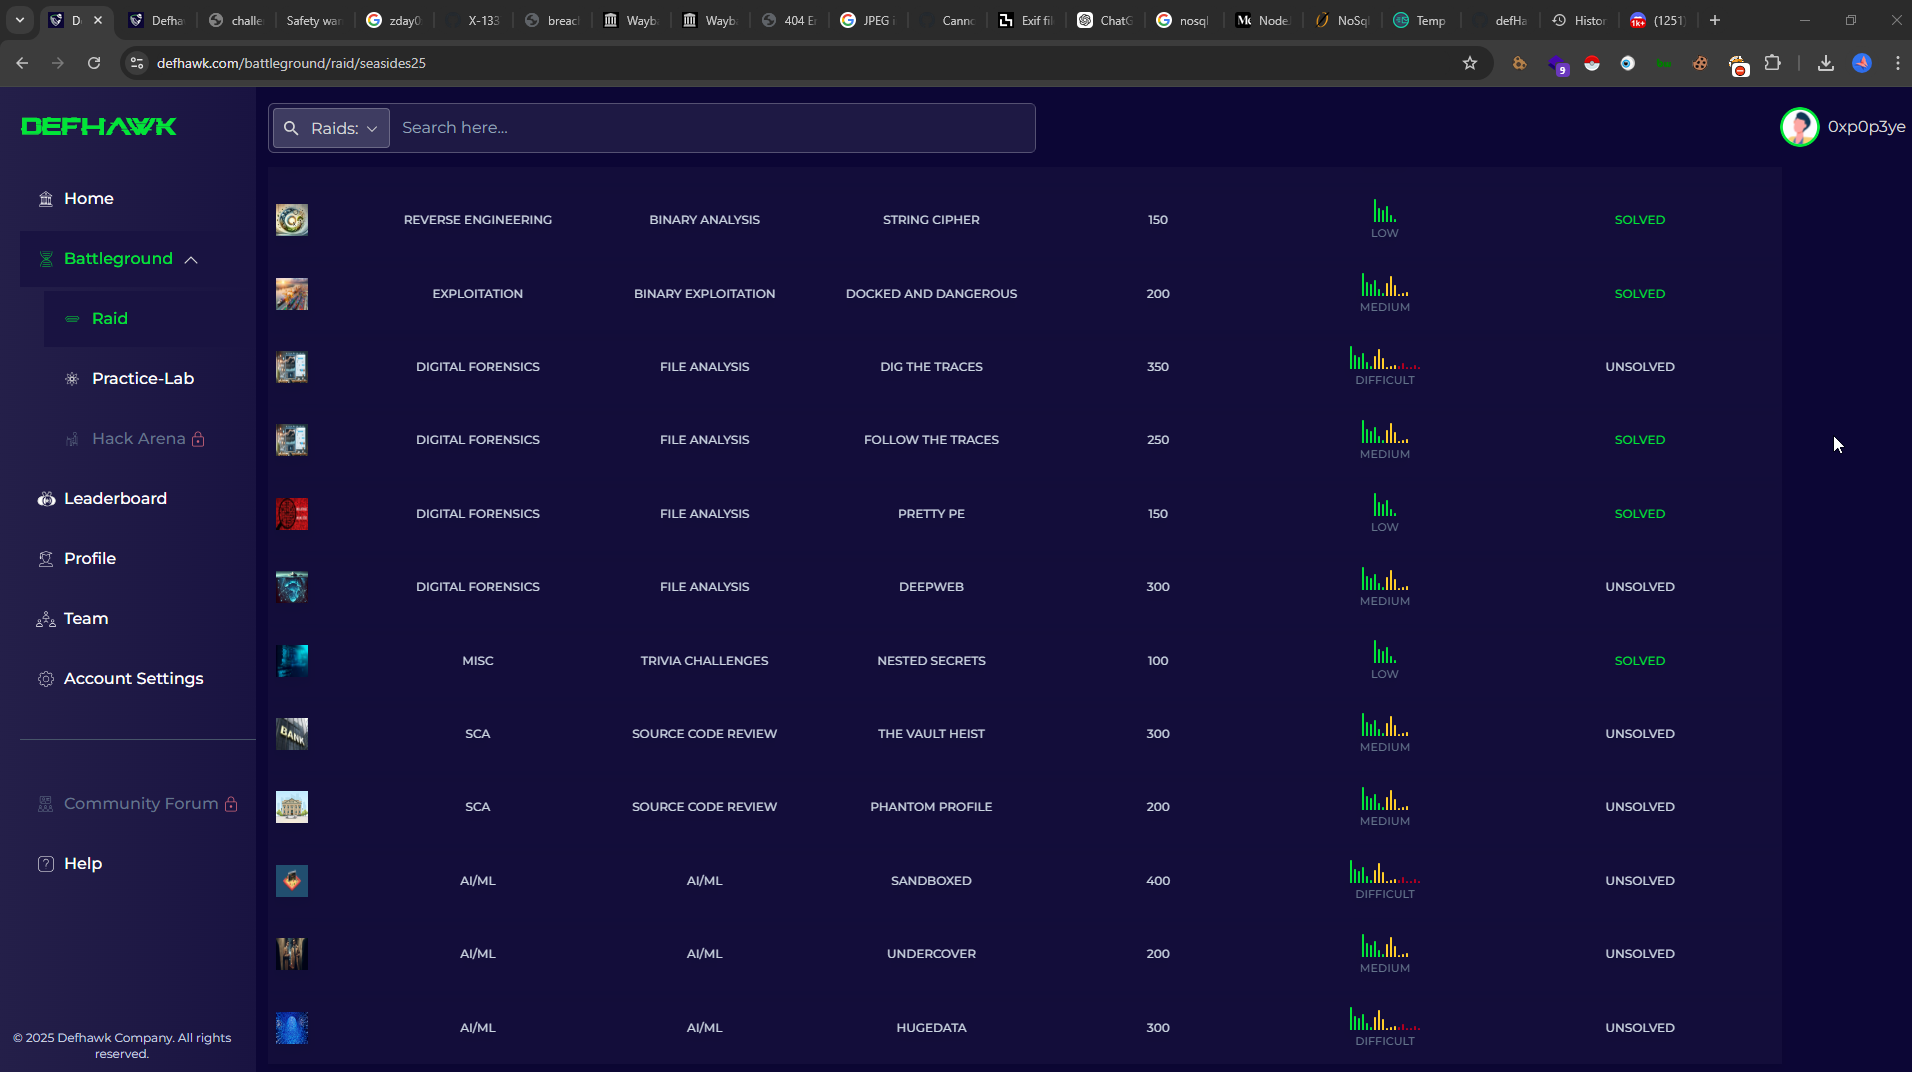 D
Defha
challe
Safety wa
zday0
X-133
breac
Wayb
Wayb
404 E
JPEG i
Cannc
Exif fil
ChatG
nosql
NodeJ
NoSql
Temp
defHa
Histor
(1251)
defhawk.com/battleground/raid/seasides25
9
DEFHAWK
Raids:
Search here...
0xp0p3ye
Home
Battleground
Raid
Practice-Lab
Hack Arena
Leaderboard
Profile
Team
Account Settings
Community Forum
Help
© 2025 Defhawk Company. All rights
reserved.
REVERSE ENGINEERING BINARY ANALYSIS STRING CIPHER 150 LOW SOLVED
EXPLOITATION BINARY EXPLOITATION DOCKED AND DANGEROUS 200 MEDIUM SOLVED
DIGITAL FORENSICS FILE ANALYSIS DIG THE TRACES 350 DIFFICULT UNSOLVED
DIGITAL FORENSICS FILE ANALYSIS FOLLOW THE TRACES 250 MEDIUM SOLVED
DIGITAL FORENSICS FILE ANALYSIS PRETTY PE 150 LOW SOLVED
DIGITAL FORENSICS FILE ANALYSIS DEEPWEB 300 MEDIUM UNSOLVED
MISC TRIVIA CHALLENGES NESTED SECRETS 100 LOW SOLVED
BANK
SCA SOURCE CODE REVIEW THE VAULT HEIST 300 MEDIUM UNSOLVED
SCA SOURCE CODE REVIEW PHANTOM PROFILE 200 MEDIUM UNSOLVED
AI/ML AI/ML SANDBOXED 400 DIFFICULT UNSOLVED
AI/ML AI/ML UNDERCOVER 200 MEDIUM UNSOLVED
AI/ML AI/ML HUGEDATA 300 DIFFICULT UNSOLVED